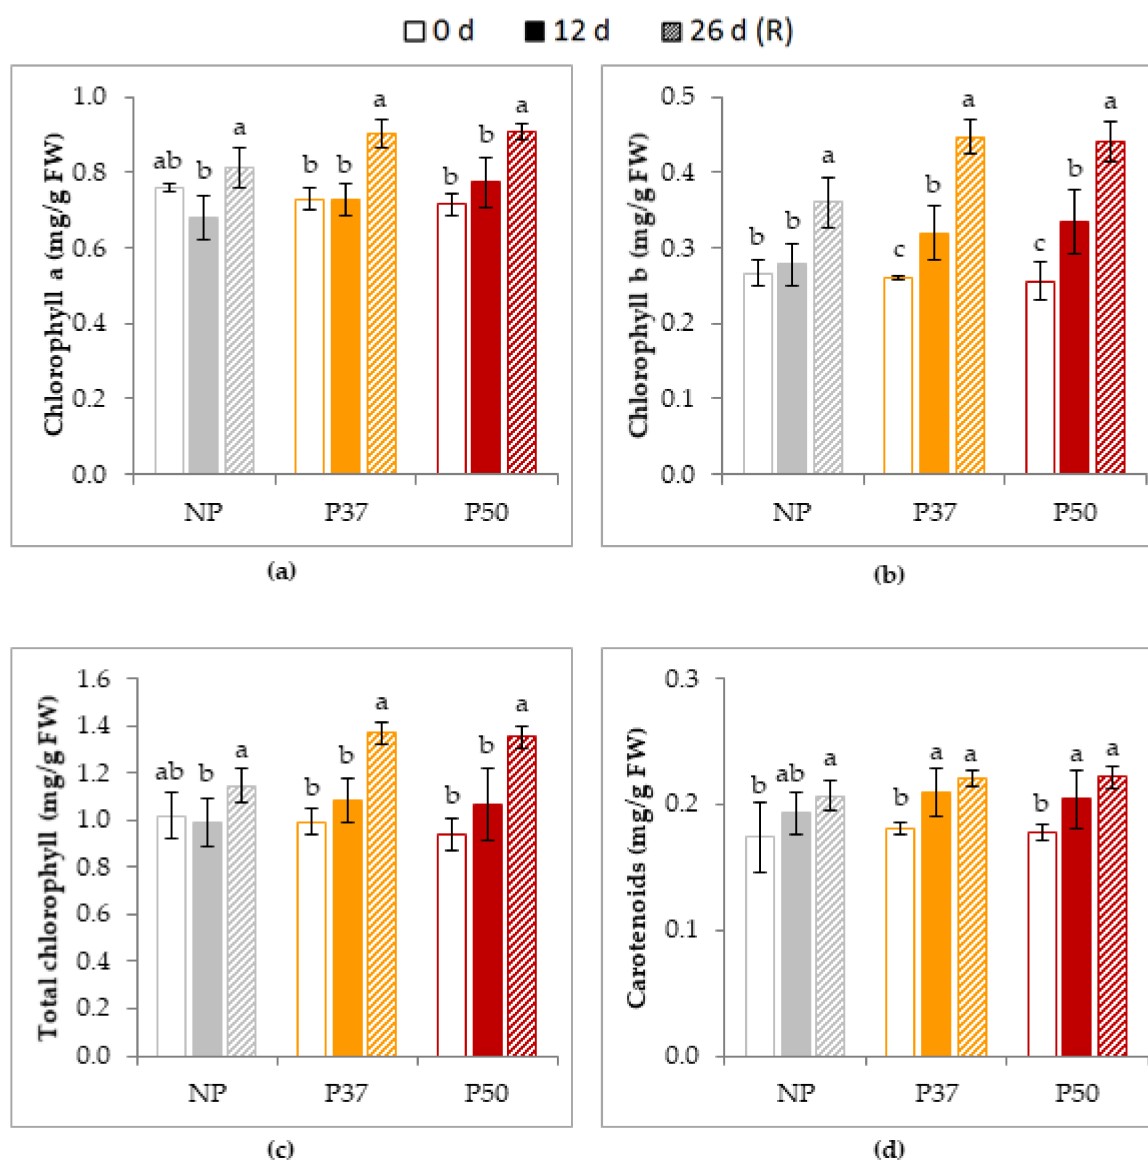 0 d 12 d 26 d (R)
Chlorophyll a (mg/g FW)
1.0
0.8
0.6
0.4
0.2
0.0
ab b a b b a b b a
NP P37 P50
(a)
Chlorophyll b (mg/g FW)
0.5
0.4
0.3
0.2
0.1
0.0
b b a c b a c b a
NP P37 P50
(b)
Total chlorophyll (mg/g FW)
1.6
1.4
1.2
1.0
0.8
0.6
0.4
0.2
0.0
ab b a b b a b b a
NP P37 P50
(c)
Carotenoids (mg/g FW)
0.3
0.2
0.1
0.0
b ab a b a a b a a
NP P37 P50
(d)